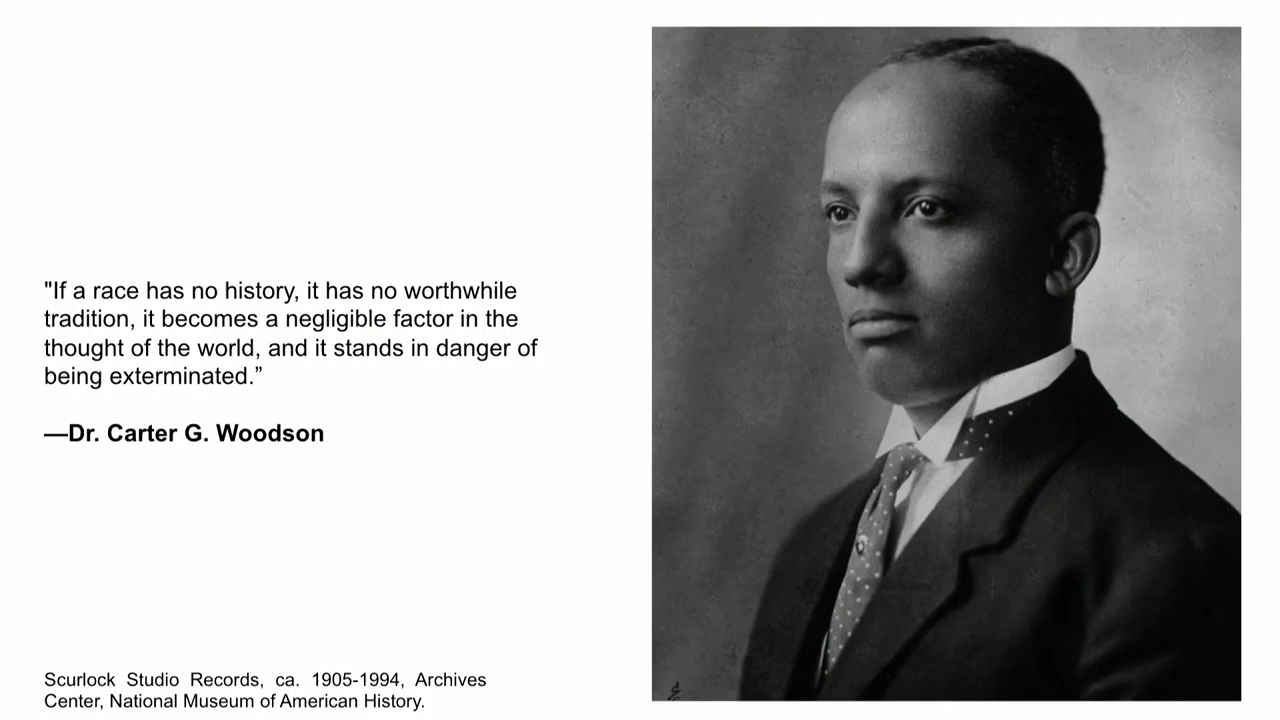 "If a race has no history, it has no worthwhile
tradition, it becomes a negligible factor in the
thought of the world, and it stands in danger of
being exterminated.”
—Dr. Carter G. Woodson
Scurlock Studio Records, ca. 1905-1994, Archives
Center, National Museum of American History.